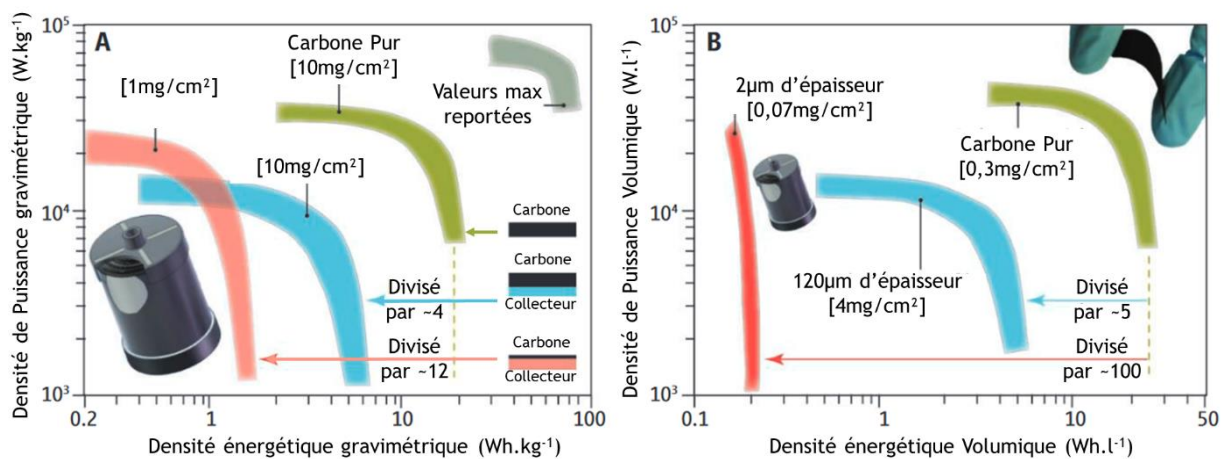 A
Densité de Puissance gravimétrique (W.kg⁻¹)
10⁵
10⁴
10³
[1mg/cm²]
Carbone Pur
[10mg/cm²]
[10mg/cm²]
Valeurs max
reportées
Carbone
Carbone
Collecteur
Carbone
Collecteur
Divisé
par ~4
Divisé
par ~12
0.2
1
10
100
Densité énergétique gravimétrique (Wh.kg⁻¹)
B
Densité de Puissance Volumique (W.l⁻¹)
10⁵
10⁴
10³
2µm d’épaisseur
[0,07mg/cm²]
Carbone Pur
[0,3mg/cm²]
120µm d’épaisseur
[4mg/cm²]
Divisé
par ~5
Divisé
par ~100
0.1
1
10
50
Densité énergétique Volumique (Wh.l⁻¹)